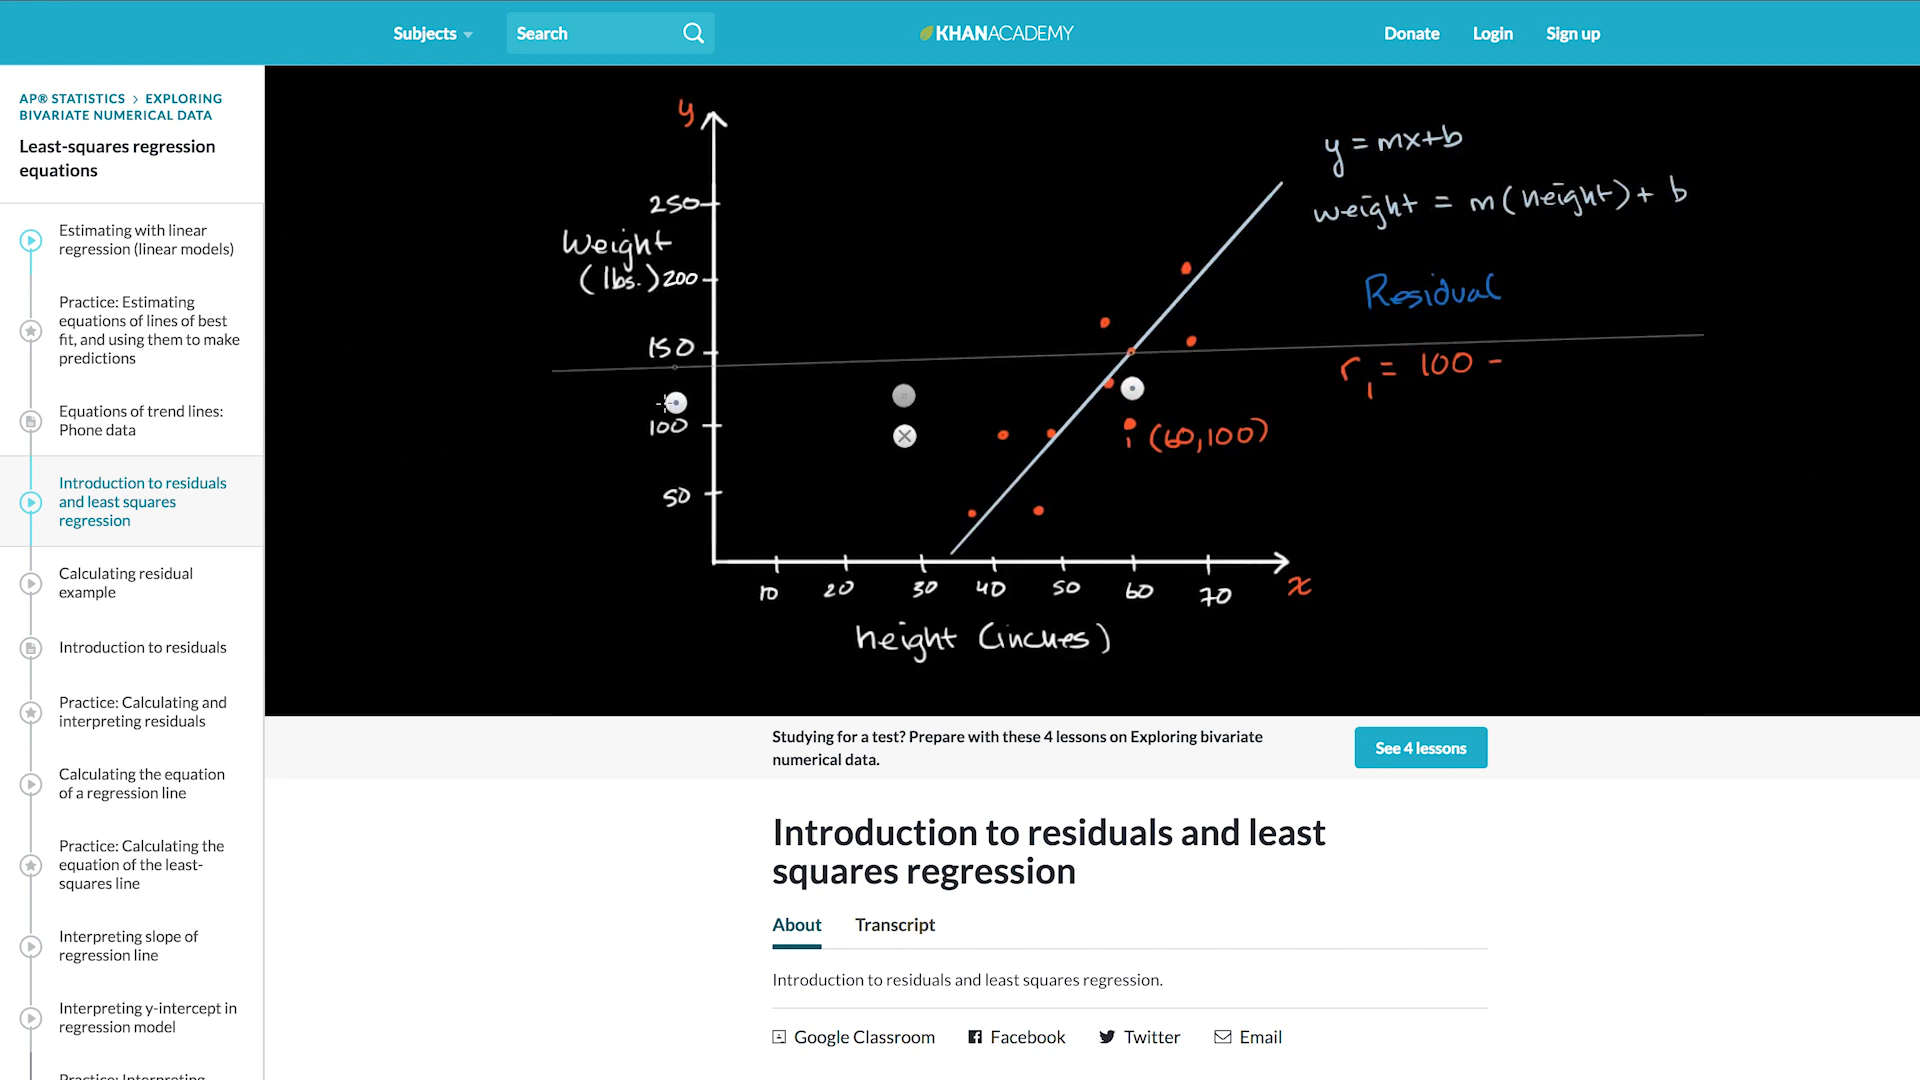 Subjects
Search
KHANACADEMY
Donate
Login
Sign up
AP® STATISTICS > EXPLORING
BIVARIATE NUMERICAL DATA
Least-squares regression
equations
Estimating with linear
regression (linear models)
Practice: Estimating
equations of lines of best
fit, and using them to make
predictions
Equations of trend lines:
Phone data
Introduction to residuals
and least squares
regression
Calculating residual
example
Introduction to residuals
Practice: Calculating and
interpreting residuals
Calculating the equation
of a regression line
Practice: Calculating the
equation of the least-
squares line
Interpreting slope of
regression line
Interpreting y-intercept in
regression model
Practice: Interpreting
y
250
Weight
(lbs.)
200
150
100
50
10 20 30 40 50 60 70
x
height (inches)
(60,100)
y = mx+b
weight = m(height) + b
Residual
r1 = 100 -
Studying for a test? Prepare with these 4 lessons on Exploring bivariate
numerical data.
See 4 lessons
Introduction to residuals and least
squares regression
About
Transcript
Introduction to residuals and least squares regression.
Google Classroom
Facebook
Twitter
Email